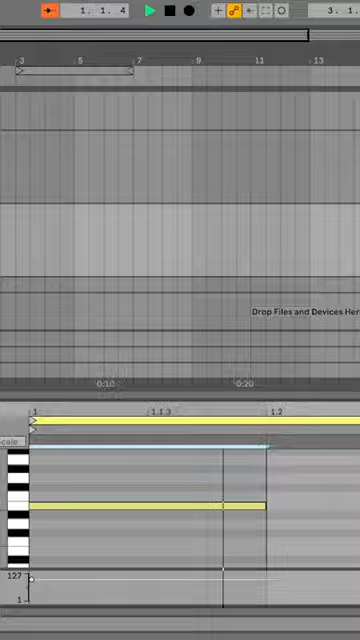 1. 1. 4
3. 1.
3 5 7 9 11 13
Drop Files and Devices Her
0:10 0:20
1 1.1.3 1.2
cale
127
1